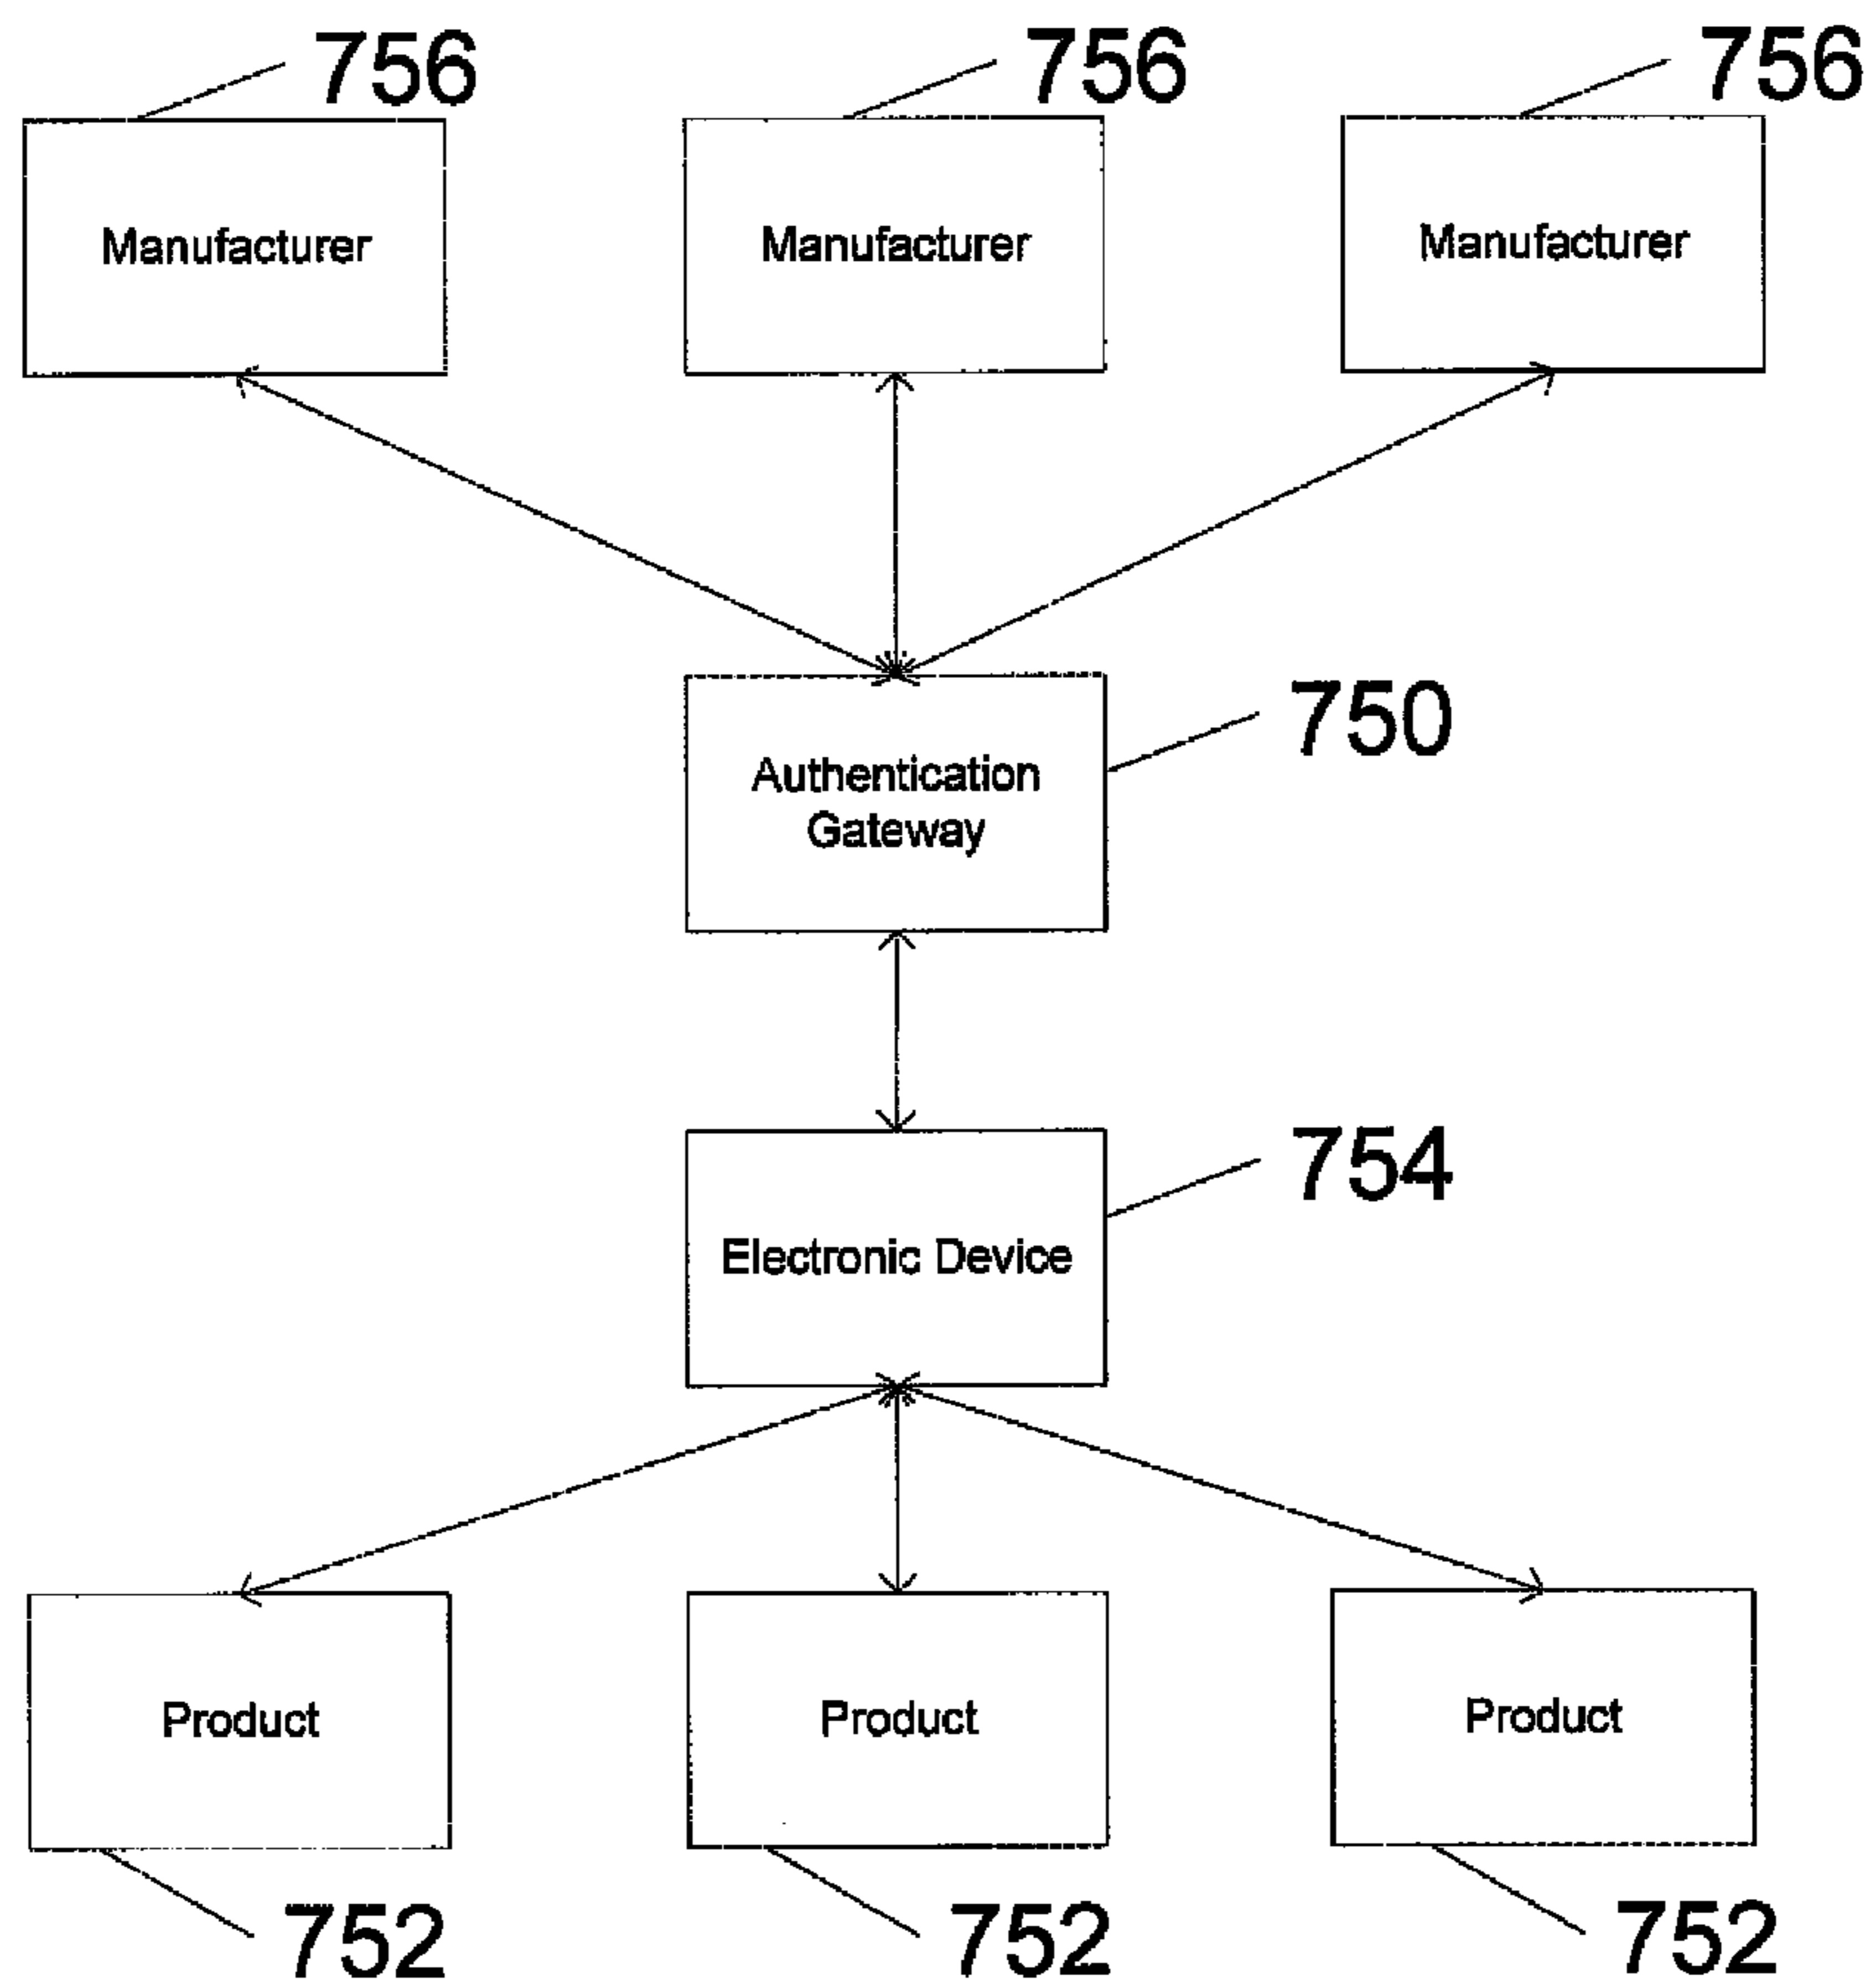 756
756
756
Manufacturer
Manufacturer
Manufacturer
750
Authentication
Gateway
754
Electronic Device
Product
Product
Product
752
752
752